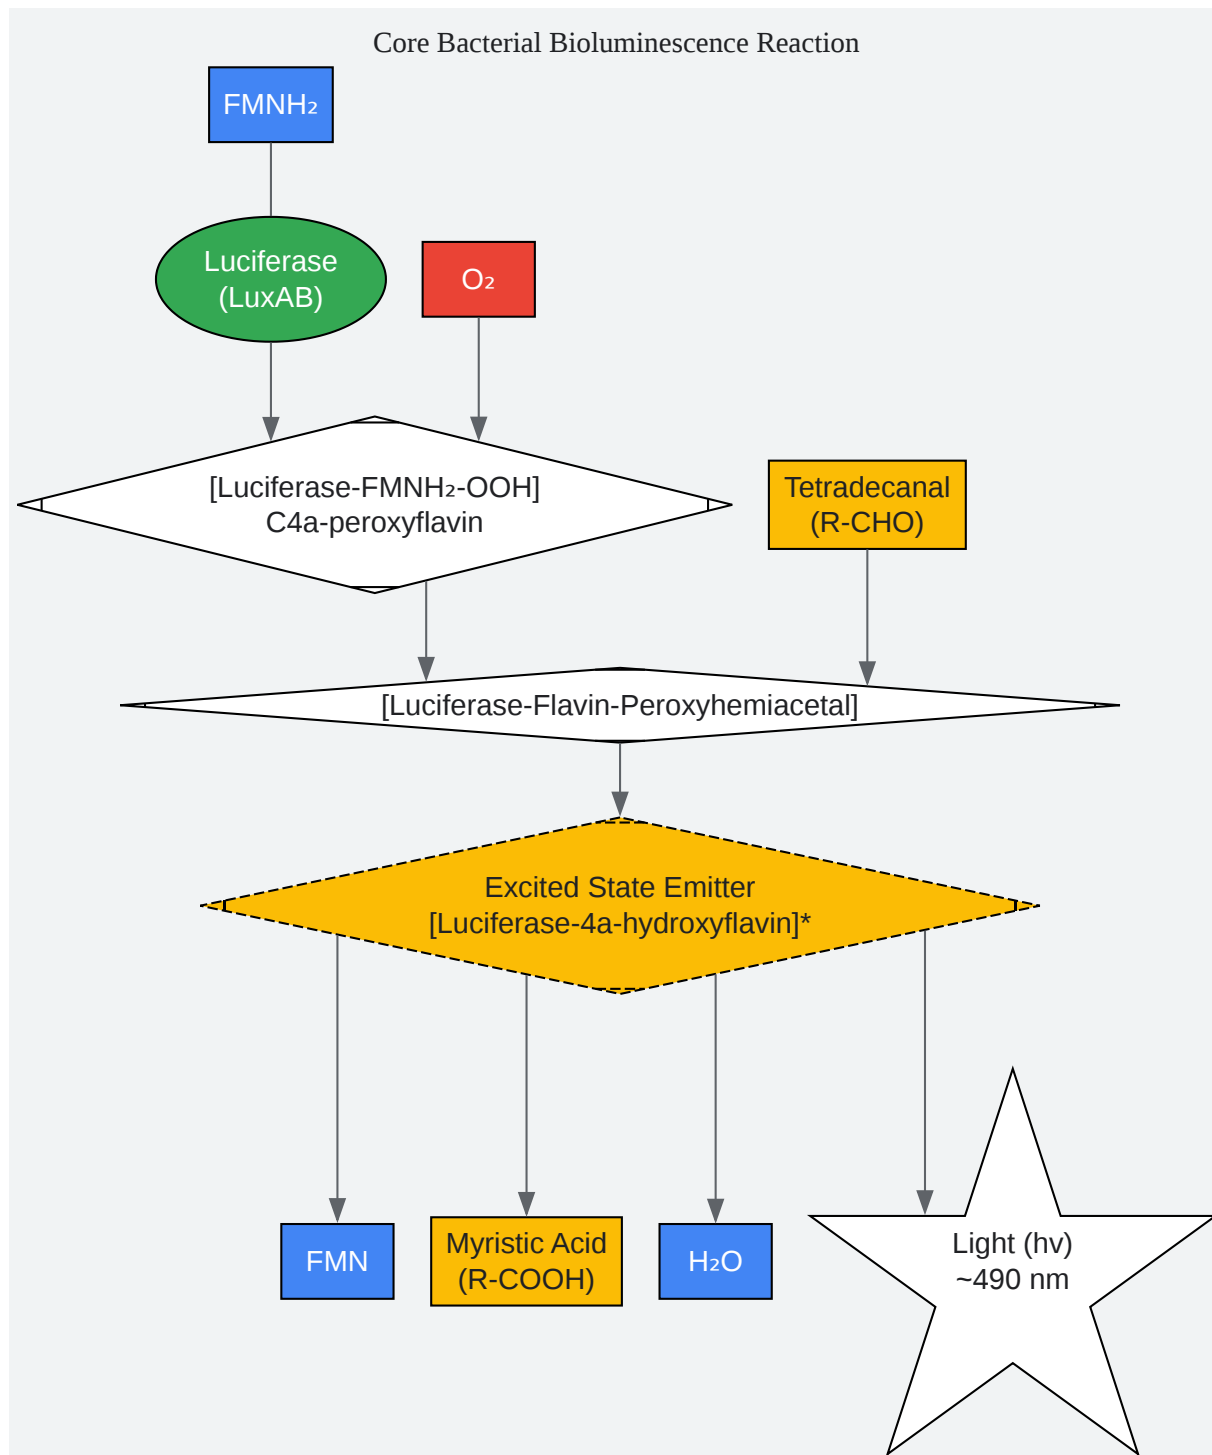 Core Bacterial Bioluminescence Reaction
FMNH₂
Luciferase
(LuxAB)
O₂
[Luciferase-FMNH₂-OOH]
C4a-peroxyflavin
Tetradecanal
(R-CHO)
[Luciferase-Flavin-Peroxyhemiacetal]
Excited State Emitter
[Luciferase-4a-hydroxyflavin]*
FMN
Myristic Acid
(R-COOH)
H₂O
Light (hv)
~490 nm